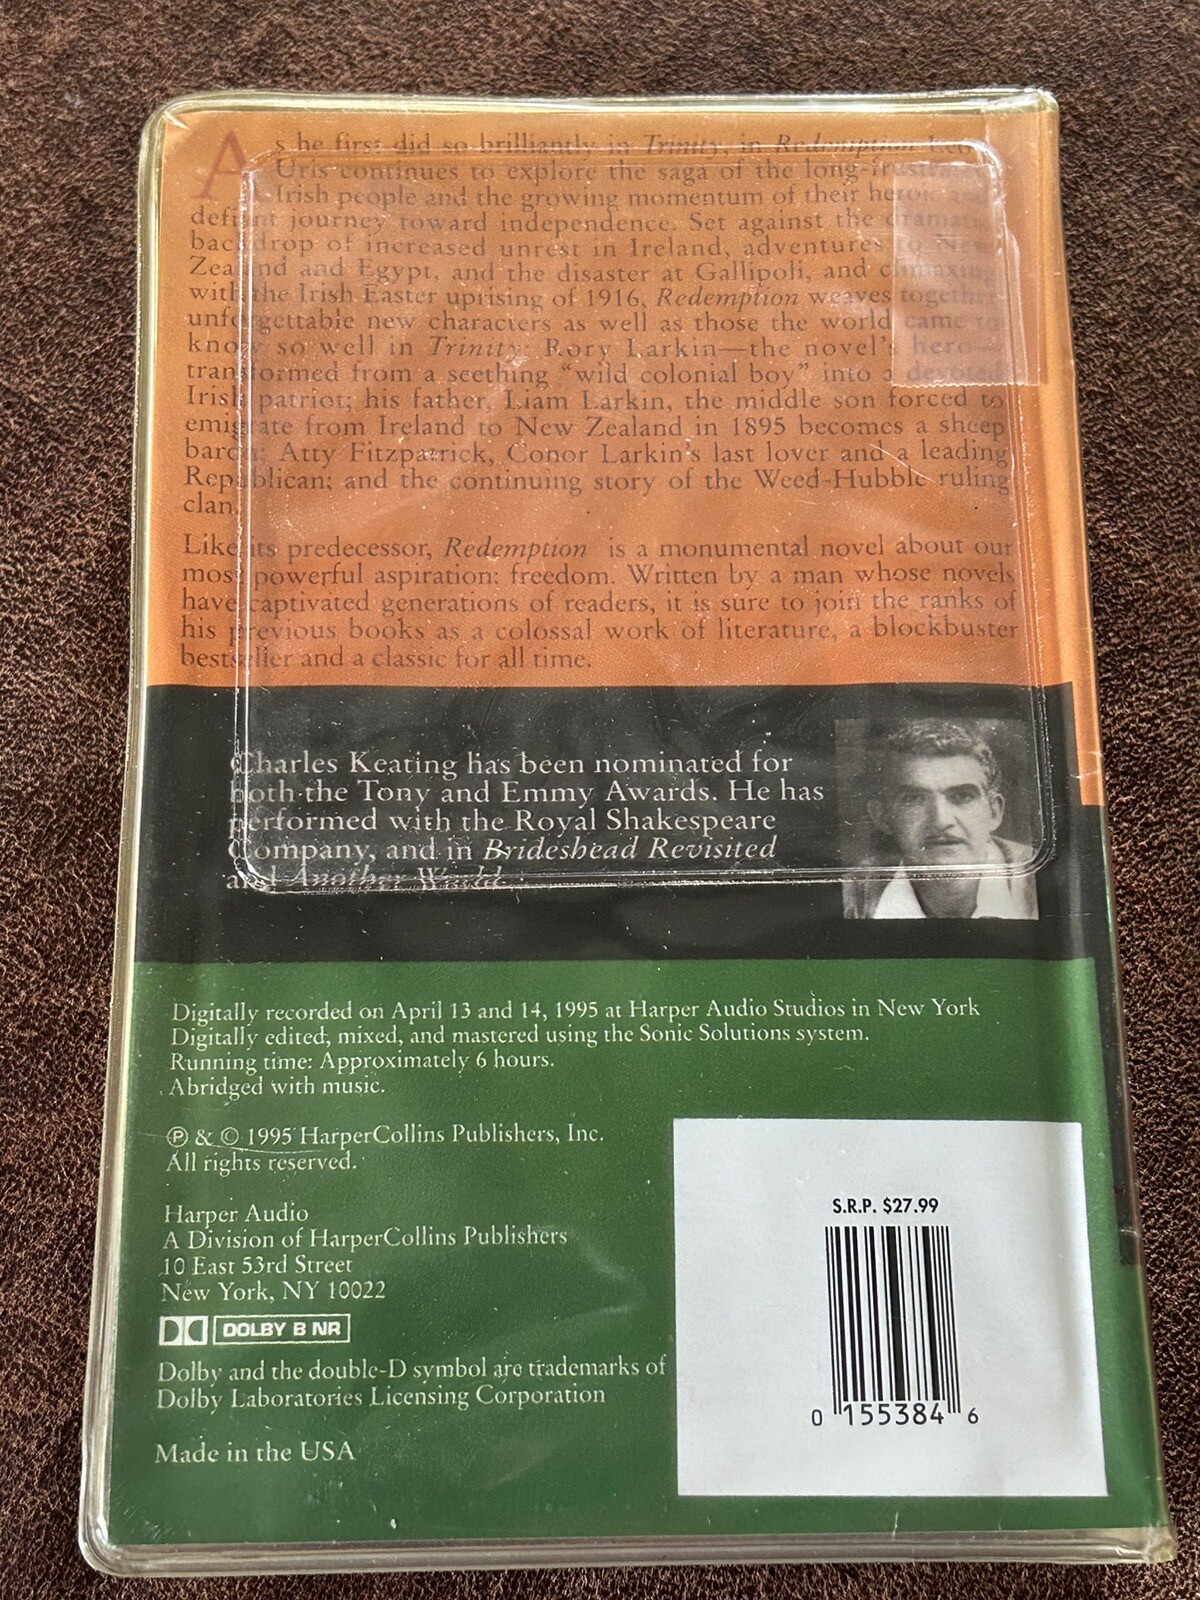 As he first did so brilliantly in Trinity, in Redemption Leon
Uris continues to explore the saga of the long-frustrated
Irish people and the growing momentum of their heroic and
defiant journey toward independence. Set against the dramatic
backdrop of increased unrest in Ireland, adventures to New
Zealand and Egypt, and the disaster at Gallipoli, and climaxing
with the Irish Easter uprising of 1916, Redemption weaves together
unforgettable new characters as well as those the world came to
know so well in Trinity: Rory Larkin—the novel's hero—
transformed from a seething "wild colonial boy" into a devoted
Irish patriot; his father, Liam Larkin, the middle son forced to
emigrate from Ireland to New Zealand in 1895 becomes a sheep
baron; Atty Fitzpatrick, Conor Larkin's last lover and a leading
Republican; and the continuing story of the Weed-Hubble ruling
clan.
Like its predecessor, Redemption is a monumental novel about our
most powerful aspiration: freedom. Written by a man whose novels
have captivated generations of readers, it is sure to join the ranks of
his previous books as a colossal work of literature, a blockbuster
bestseller and a classic for all time.
Charles Keating has been nominated for
both the Tony and Emmy Awards. He has
performed with the Royal Shakespeare
Company, and in Brideshead Revisited
and Another World.
Digitally recorded on April 13 and 14, 1995 at Harper Audio Studios in New York
Digitally edited, mixed, and mastered using the Sonic Solutions system.
Running time: Approximately 6 hours.
Abridged with music.
℗ & © 1995 HarperCollins Publishers, Inc.
All rights reserved.
Harper Audio
A Division of HarperCollins Publishers
10 East 53rd Street
New York, NY 10022
DOLBY B NR
Dolby and the double-D symbol are trademarks of
Dolby Laboratories Licensing Corporation
Made in the USA
S.R.P. $27.99
0 155384 6